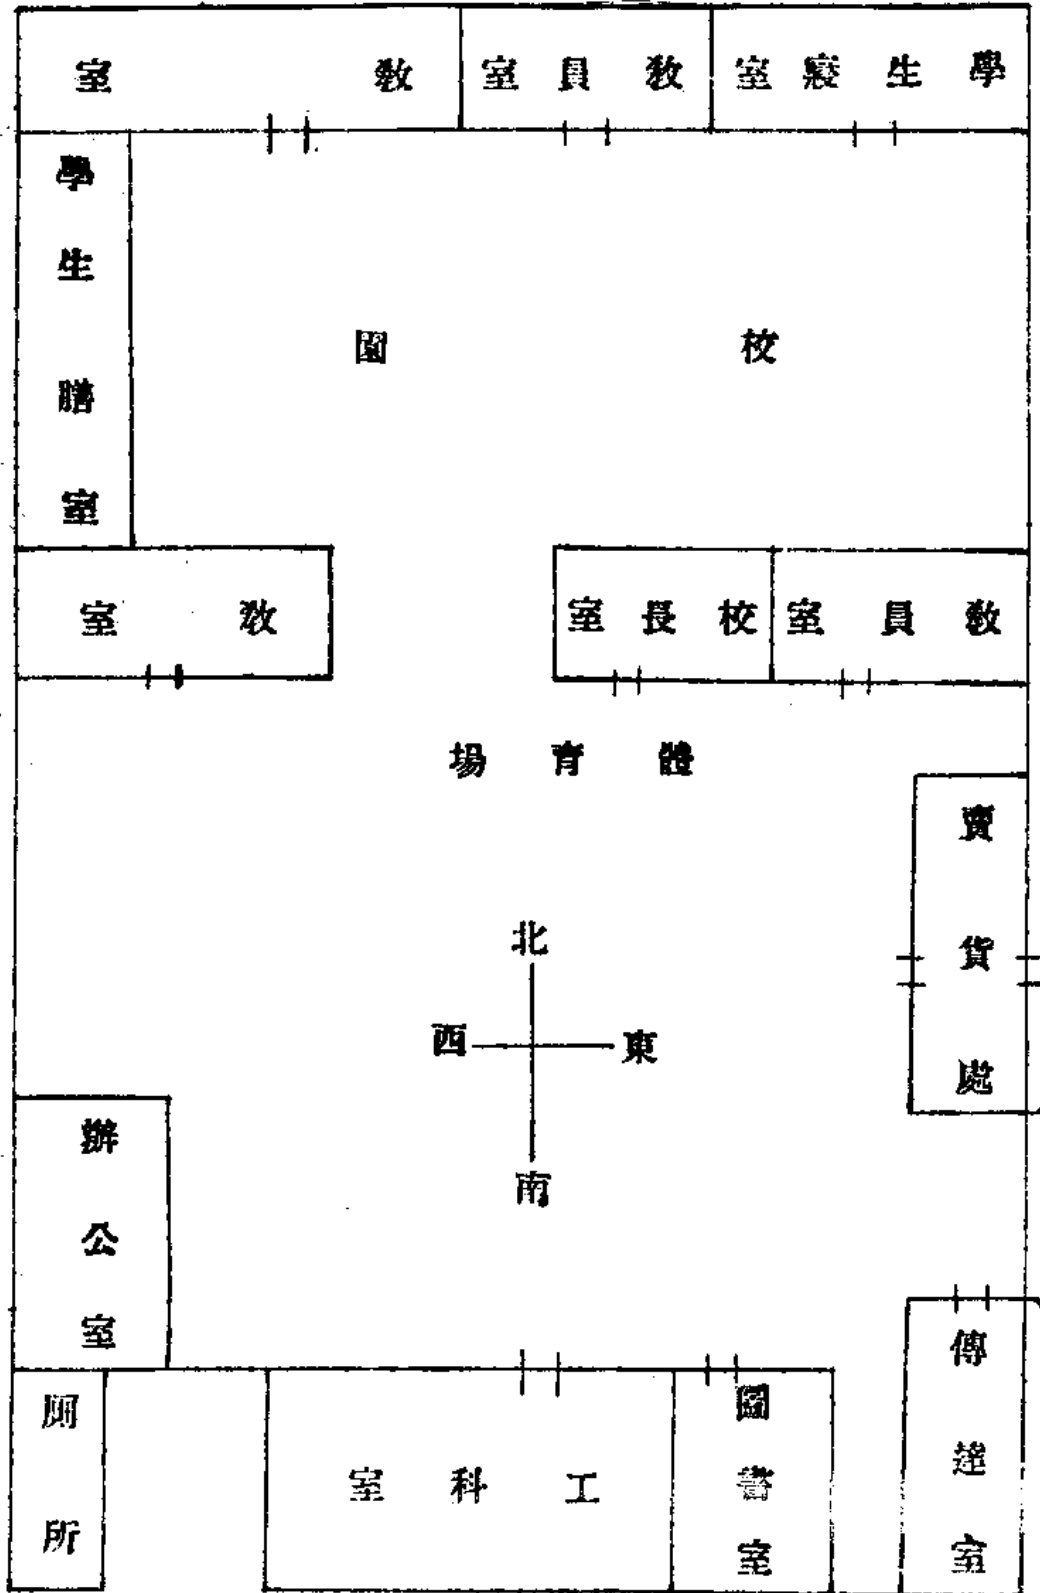 學生寢室
教員室
教室
學生膳室
校園
教員室
校長室
教室
體育場
賣貨處
北
西
東
南
辦公室
傳達室
圖書室
工科室
厠所